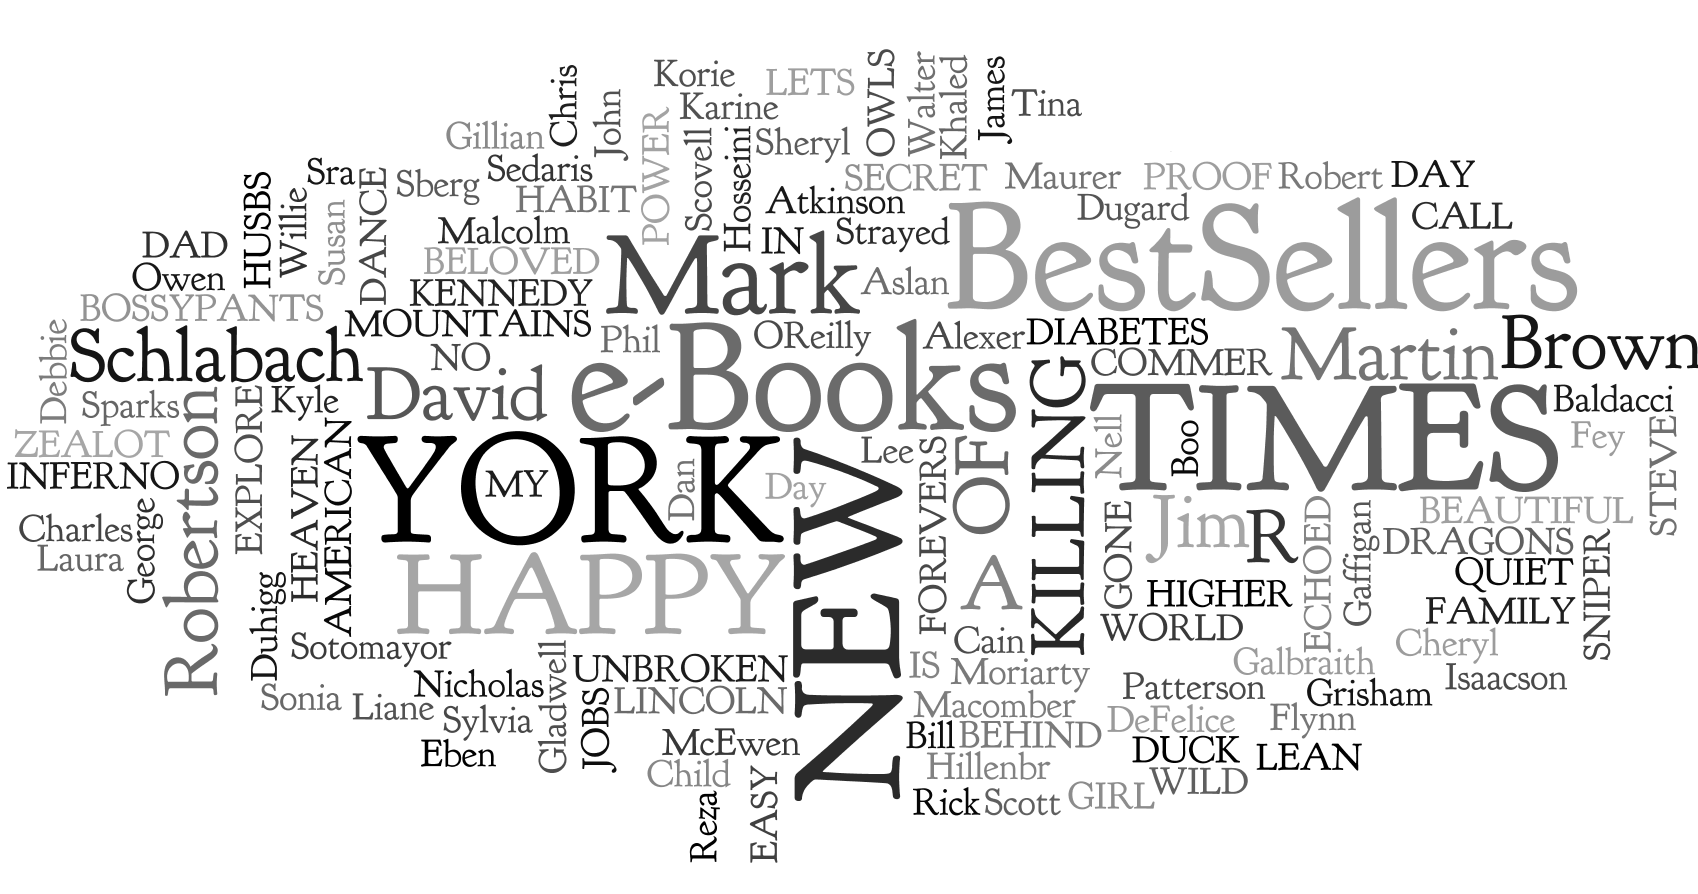 Chris
Korie
LETS
OWLS
Walter
Khaled
James
Tina
Gillian
John
Karine
Sheryl
POWER
Scovell
Hosseini
Sra
Sedaris
Sberg
HABIT
SECRET
Maurer
PROOF
Robert
DAY
HUSBS
Willie
Susan
DANCE
Atkinson
Dugard
CALL
DAD
Malcolm
IN
Strayed
BestSellers
Owen
BELOVED
Mark
Aslan
BOSSYPANTS
KENNEDY
MOUNTAINS
Phil
OReilly
Alexer
DIABETES
Debbie
Schlabach
NO
e-Books
COMMER
Martin
Brown
Sparks
Kyle
David
KILLING
TIMES
Baldacci
ZEALOT
Robertson
EXPLORE
Lee
Nell
Boo
Fey
STEVE
INFERNO
HEAVEN
AMERICAN
YORK
MY
Dan
Day
NEW
FOREVERS
OF
Charles
George
Laura
GONE
Jim
R
ECHOED
Gaffigan
BEAUTIFUL
DRAGONS
QUIET
SNIPER
HAPPY
A
HIGHER
FAMILY
Duhigg
WORLD
Sotomayor
Cain
Cheryl
Gladwell
UNBROKEN
IS
Moriarty
Galbraith
Isaacson
Sonia
Nicholas
LINCOLN
Patterson
Grisham
Liane
Sylvia
JOBS
Macomber
DeFelice
Flynn
Eben
McEwen
Bill
BEHIND
DUCK
LEAN
Child
Hillenbr
WILD
Reza
EASY
Rick
Scott
GIRL